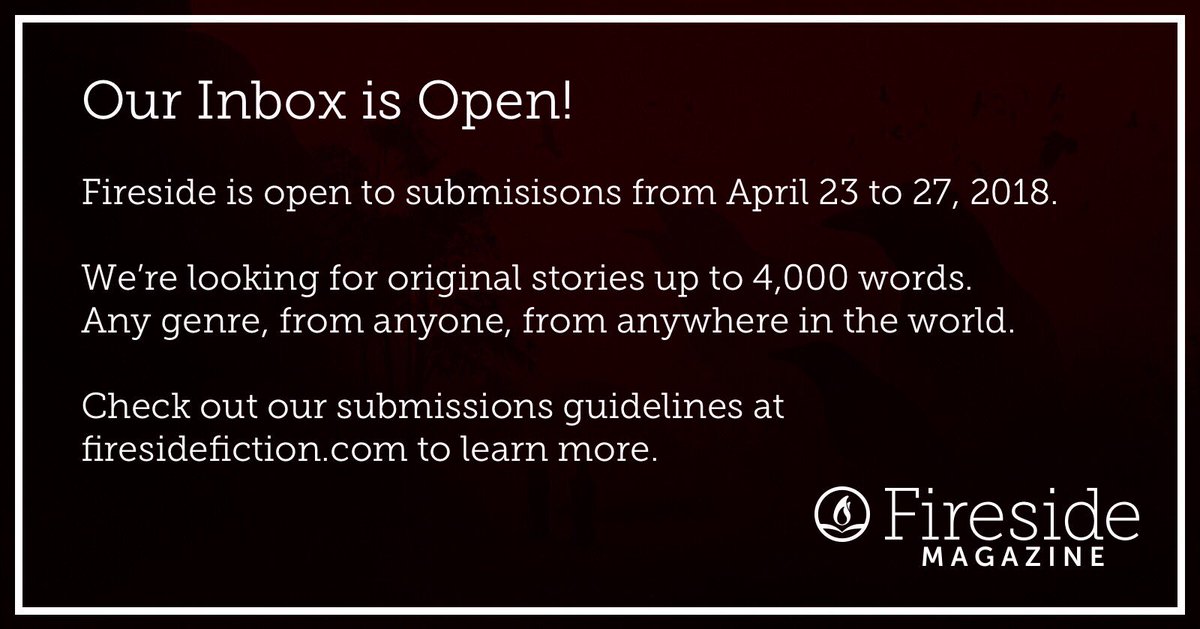 Our Inbox is Open!
Fireside is open to submisisons from April 23 to 27, 2018.
We’re looking for original stories up to 4,000 words.
Any genre, from anyone, from anywhere in the world.
Check out our submissions guidelines at
firesidefiction.com to learn more.
Fireside
MAGAZINE